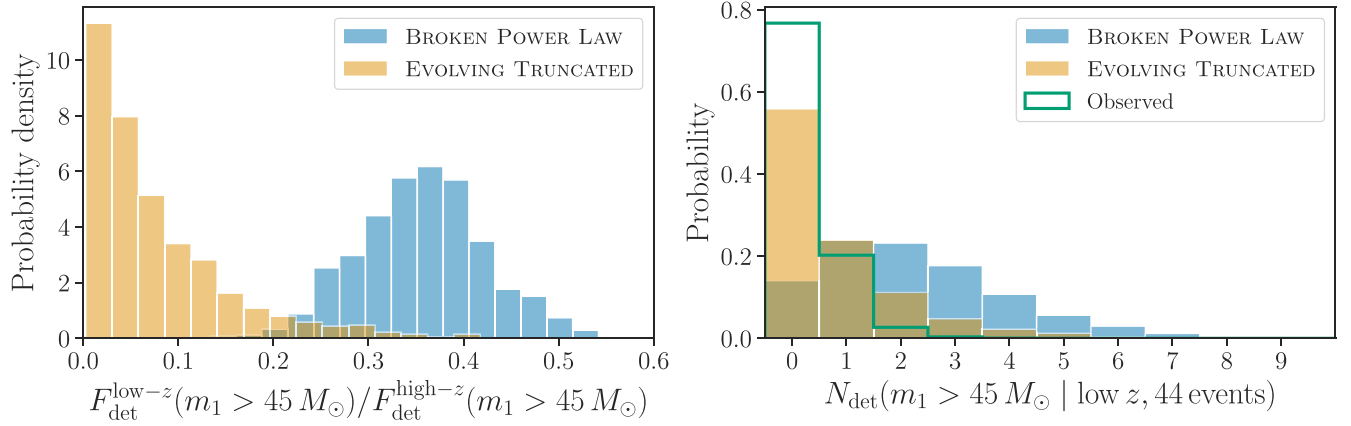 Probability density
10
8
6
4
2
0
0.0 0.1 0.2 0.3 0.4 0.5 0.6
BROKEN POWER LAW
EVOLVING TRUNCATED
F_det^{low−z}(m_1 > 45 M_⊙)/F_det^{high−z}(m_1 > 45 M_⊙)
Probability
0.8
0.6
0.4
0.2
0.0
0 1 2 3 4 5 6 7 8 9
BROKEN POWER LAW
EVOLVING TRUNCATED
Observed
N_det(m_1 > 45 M_⊙ | low z, 44 events)